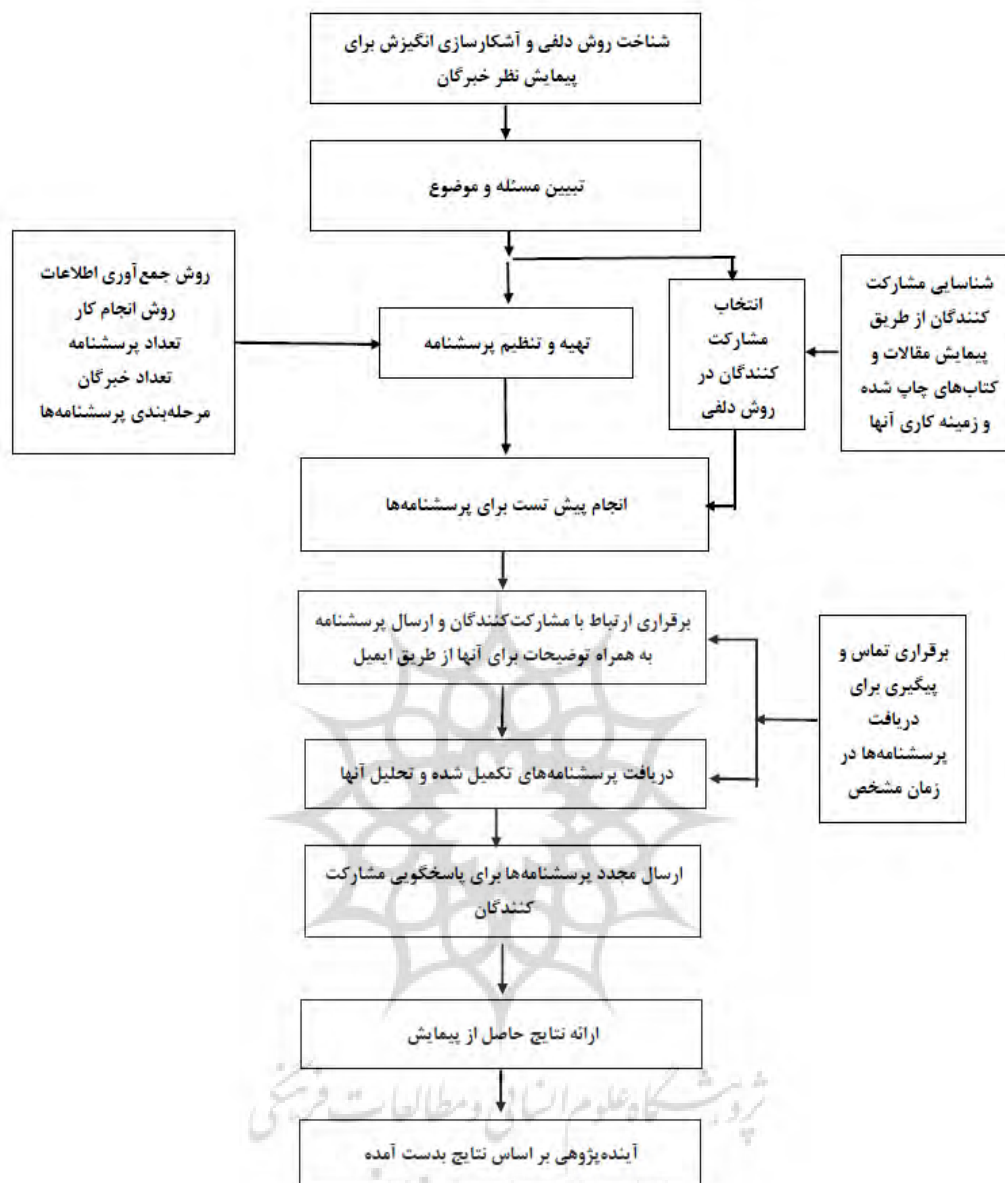 شناخت روش دلفی و آشکارسازی انگیزش برای
پیمایش نظر خبرگان
تبیین مسئله و موضوع
روش جمع‌آوری اطلاعات
روش انجام کار
تعداد پرسشنامه
تعداد خبرگان
مرحله‌بندی پرسشنامه‌ها
تهیه و تنظیم پرسشنامه
انتخاب
مشارکت
کنندگان در
روش دلفی
شناسایی مشارکت
کنندگان از طریق
پیمایش مقالات و
کتاب‌های چاپ شده
و زمینه کاری آنها
انجام پیش تست برای پرسشنامه‌ها
برقراری ارتباط با مشارکت‌کنندگان و ارسال پرسشنامه
به همراه توضیحات برای آنها از طریق ایمیل
برقراری تماس و
پیگیری برای
دریافت
پرسشنامه‌ها در
زمان مشخص
دریافت پرسشنامه‌های تکمیل شده و تحلیل آنها
ارسال مجدد پرسشنامه‌ها برای پاسخگویی مشارکت
کنندگان
ارائه نتایج حاصل از پیمایش
پژوهشگاه علوم انسانی و مطالعات فرهنگی
آینده‌پژوهی بر اساس نتایج بدست آمده